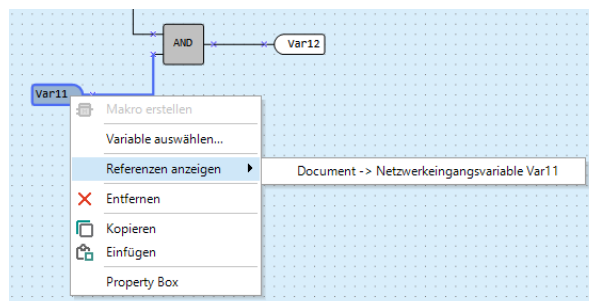 AND
Var12
Var11
Makro erstellen
Variable auswählen...
Referenzen anzeigen
Document -> Netzwerkeingangsvariable Var11
Entfernen
Kopieren
Einfügen
Property Box